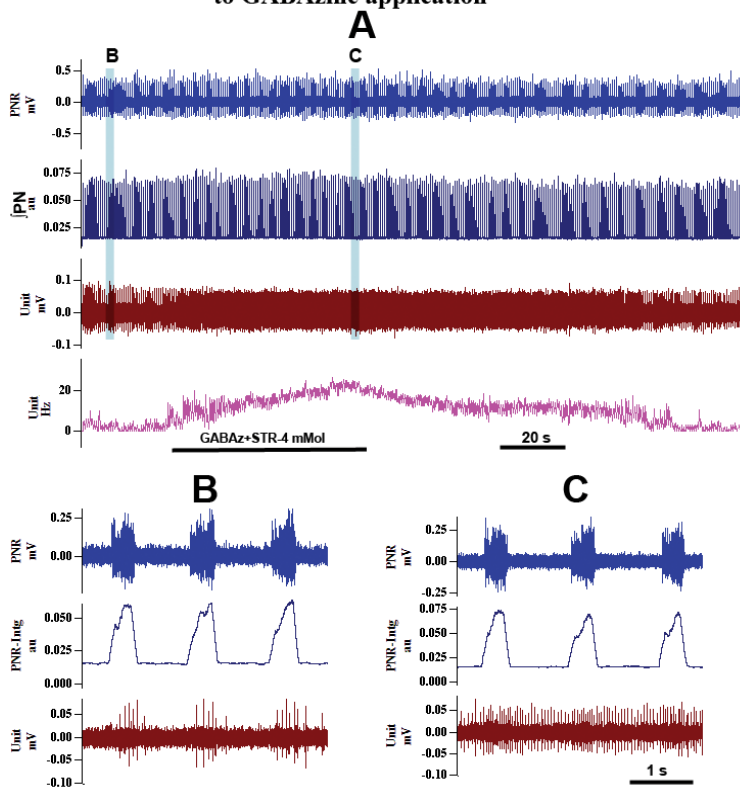 to GABAzine application
A
B
C
PNR
mV
0.5
0.0
-0.5
∫PN
au
0.075
0.050
0.025
Unit
mV
0.1
0.0
-0.1
Unit
Hz
20
0
GABAz+STR-4 mMol
20 s
B
PNR
mV
0.25
0.00
PNR-Intg
au
0.050
0.025
0.000
Unit
mV
0.05
0.00
-0.05
-0.10
C
PNR
mV
0.25
0.00
-0.25
PNR-Intg
au
0.075
0.050
0.025
0.000
Unit
mV
0.05
0.00
-0.05
-0.10
1 s